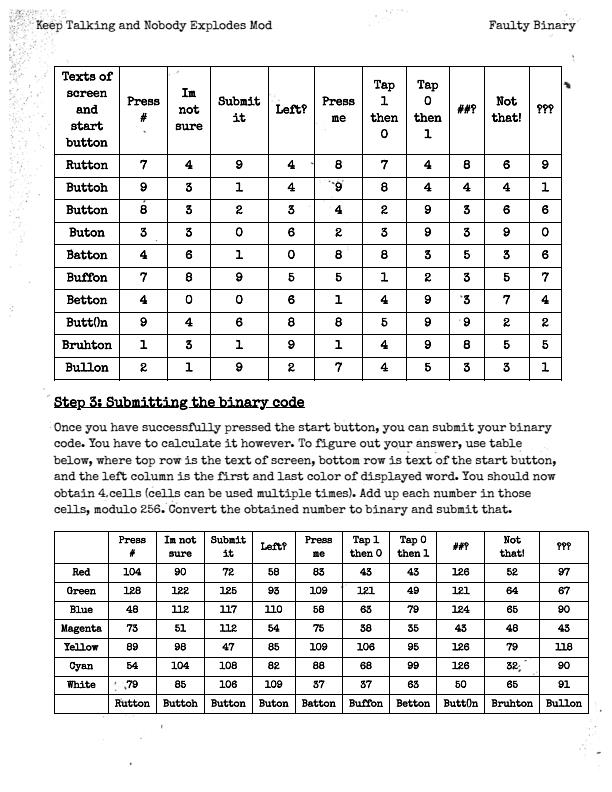 Keep Talking and Nobody Explodes Mod Faulty Binary
Texts of screen and start button Press # Im not sure Submit it Left? Press me Tap 1 then 0 Tap 0 then 1 ##? Not that! ???
Rutton 7 4 9 4 8 7 4 8 6 9
Buttoh 9 3 1 4 9 8 4 4 4 1
Button 8 3 2 3 4 2 9 3 6 6
Buton 3 3 0 6 2 3 9 3 9 0
Batton 4 6 1 0 8 8 3 5 3 6
Buffon 7 8 9 5 5 1 2 3 5 7
Betton 4 0 0 6 1 4 9 3 7 4
Butt0n 9 4 6 8 8 5 9 9 2 2
Bruhton 1 3 1 9 1 4 9 8 5 5
Bullon 2 1 9 2 7 4 5 3 3 1
Step 3: Submitting the binary code
Once you have successfully pressed the start button, you can submit your binary
code. You have to calculate it however. To figure out your answer, use table
below, where top row is the text of screen, bottom row is text of the start button,
and the left column is the first and last color of displayed word. You should now
obtain 4 cells (cells can be used multiple times). Add up each number in those
cells, modulo 256. Convert the obtained number to binary and submit that.
Press # Im not sure Submit it Left? Press me Tap 1 then 0 Tap 0 then 1 ##? Not that! ???
Red 104 90 72 58 83 43 43 126 52 97
Green 128 122 125 93 109 121 49 121 64 67
Blue 48 112 117 110 58 63 79 124 65 90
Magenta 73 51 112 54 75 38 35 43 48 43
Yellow 89 98 47 85 109 106 95 126 79 118
Cyan 54 104 108 82 88 68 99 126 32 90
White 79 85 106 109 37 37 63 50 65 91
Rutton Buttoh Button Buton Batton Buffon Betton Butt0n Bruhton Bullon